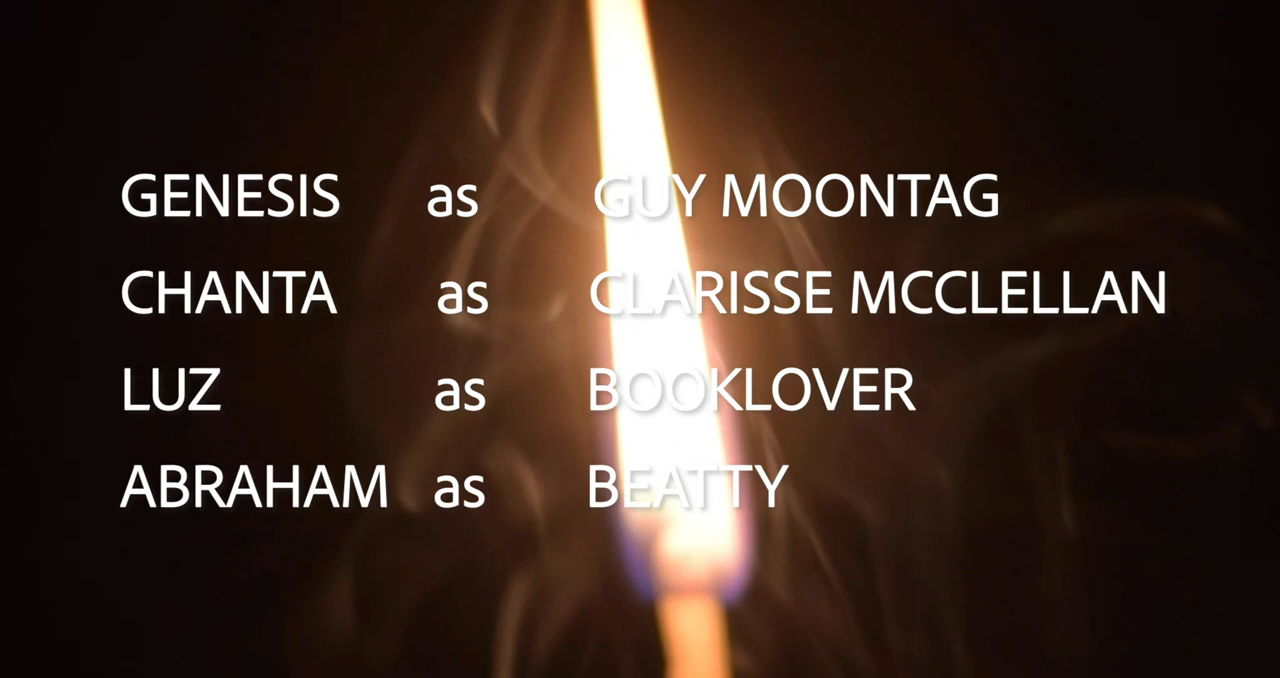 GENESIS as GUY MOONTAG
CHANTA as CLARISSE MCCLELLAN
LUZ as BOOKLOVER
ABRAHAM as BEATTY